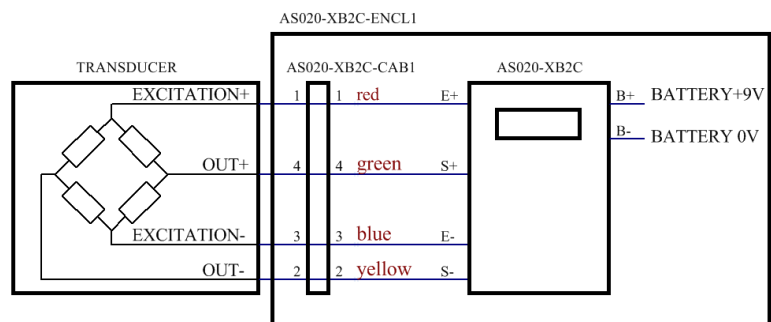 AS020-XB2C-ENCL1
TRANSDUCER AS020-XB2C-CAB1 AS020-XB2C
EXCITATION+ 1 1 red E+ B+ BATTERY+9V
B- BATTERY 0V
OUT+ 4 4 green S+
EXCITATION- 3 3 blue E-
OUT- 2 2 yellow S-